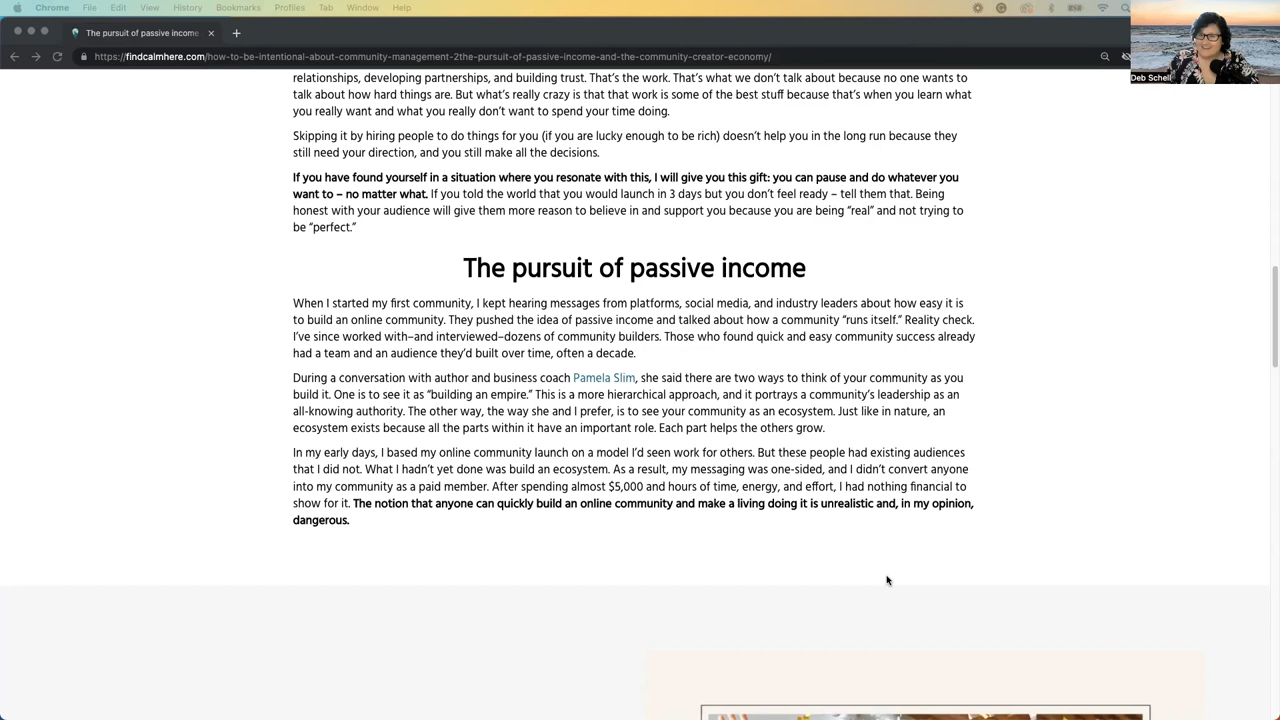 Chrome File Edit View History Bookmarks Profiles Tab Window Help
The pursuit of passive income
https://findcalmhere.com/how-to-be-intentional-about-community-management-2the-pursuit-of-passive-income-and-the-community-creator-economy/
Deb Schell
relationships, developing partnerships, and building trust. That's the work. That's what we don't talk about because no one wants to
talk about how hard things are. But what's really crazy is that that work is some of the best stuff because that's when you learn what
you really want and what you really don't want to spend your time doing.
Skipping it by hiring people to do things for you (if you are lucky enough to be rich) doesn't help you in the long run because they
still need your direction, and you still make all the decisions.
If you have found yourself in a situation where you resonate with this, I will give you this gift: you can pause and do whatever you
want to – no matter what. If you told the world that you would launch in 3 days but you don't feel ready – tell them that. Being
honest with your audience will give them more reason to believe in and support you because you are being “real” and not trying to
be “perfect.”
The pursuit of passive income
When I started my first community, I kept hearing messages from platforms, social media, and industry leaders about how easy it is
to build an online community. They pushed the idea of passive income and talked about how a community “runs itself.” Reality check.
I've since worked with–and interviewed–dozens of community builders. Those who found quick and easy community success already
had a team and an audience they'd built over time, often a decade.
During a conversation with author and business coach Pamela Slim, she said there are two ways to think of your community as you
build it. One is to see it as “building an empire.” This is a more hierarchical approach, and it portrays a community's leadership as an
all-knowing authority. The other way, the way she and I prefer, is to see your community as an ecosystem. Just like in nature, an
ecosystem exists because all the parts within it have an important role. Each part helps the others grow.
In my early days, I based my online community launch on a model I'd seen work for others. But these people had existing audiences
that I did not. What I hadn't yet done was build an ecosystem. As a result, my messaging was one-sided, and I didn't convert anyone
into my community as a paid member. After spending almost $5,000 and hours of time, energy, and effort, I had nothing financial to
show for it. The notion that anyone can quickly build an online community and make a living doing it is unrealistic and, in my opinion,
dangerous.